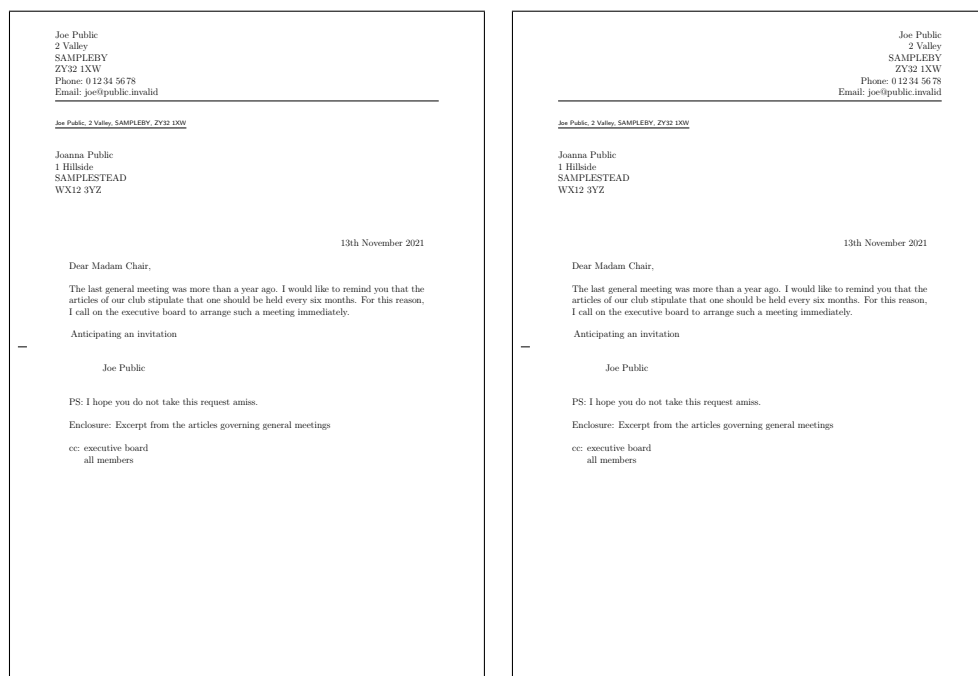 Joe Public
2 Valley
SAMPLEBY
ZY32 1XW
Phone: 0 12 34 56 78
Email: joe@public.invalid
Joe Public, 2 Valley, SAMPLEBY, ZY32 1XW
Joanna Public
1 Hillside
SAMPLESTEAD
WX12 3YZ
13th November 2021
Dear Madam Chair,
The last general meeting was more than a year ago. I would like to remind you that the
articles of our club stipulate that one should be held every six months. For this reason,
I call on the executive board to arrange such a meeting immediately.
Anticipating an invitation
Joe Public
PS: I hope you do not take this request amiss.
Enclosure: Excerpt from the articles governing general meetings
cc: executive board
all members
Joe Public
2 Valley
SAMPLEBY
ZY32 1XW
Phone: 0 12 34 56 78
Email: joe@public.invalid
Joe Public, 2 Valley, SAMPLEBY, ZY32 1XW
Joanna Public
1 Hillside
SAMPLESTEAD
WX12 3YZ
13th November 2021
Dear Madam Chair,
The last general meeting was more than a year ago. I would like to remind you that the
articles of our club stipulate that one should be held every six months. For this reason,
I call on the executive board to arrange such a meeting immediately.
Anticipating an invitation
Joe Public
PS: I hope you do not take this request amiss.
Enclosure: Excerpt from the articles governing general meetings
cc: executive board
all members